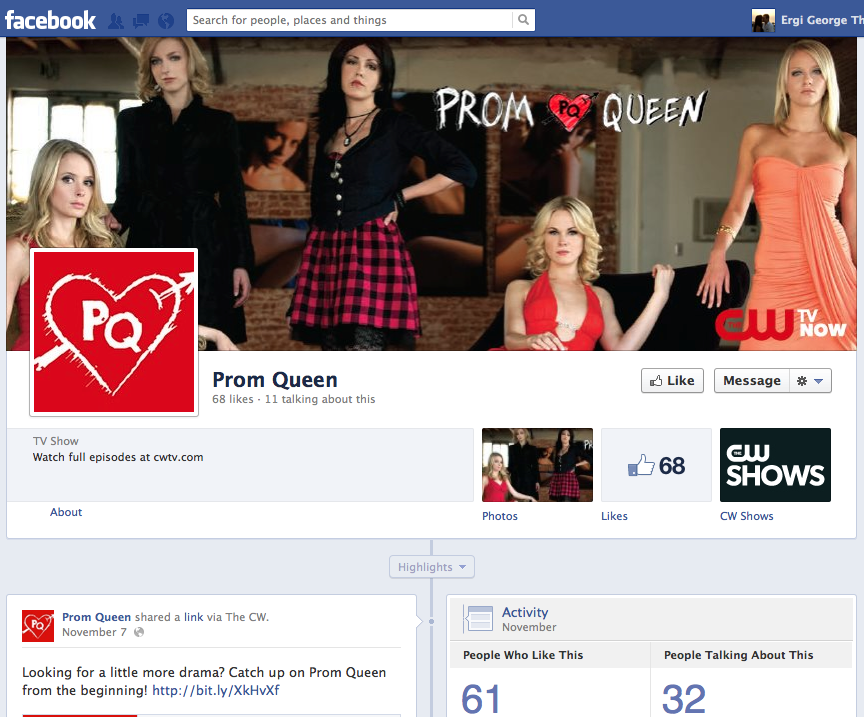 facebook
Search for people, places and things
Ergi George Th
PROM PQ QUEEN
CW TV NOW
PQ
Prom Queen
68 likes · 11 talking about this
Like
Message
TV Show
Watch full episodes at cwtv.com
About
68
THE CW SHOWS
Photos
Likes
CW Shows
Highlights
Prom Queen shared a link via The CW.
November 7
Looking for a little more drama? Catch up on Prom Queen
from the beginning! http://bit.ly/XkHvXf
Activity
November
People Who Like This
People Talking About This
61
32